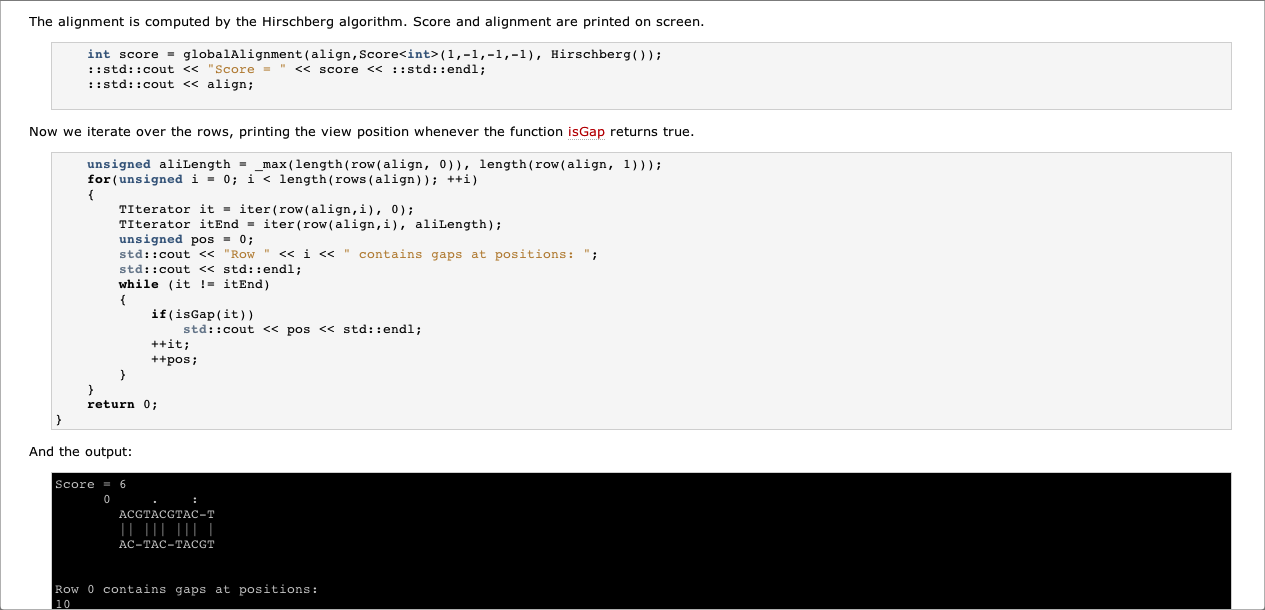 The alignment is computed by the Hirschberg algorithm. Score and alignment are printed on screen.
    int score = globalAlignment(align,Score<int>(1,-1,-1,-1), Hirschberg());
    ::std::cout << "Score = " << score << ::std::endl;
    ::std::cout << align;
Now we iterate over the rows, printing the view position whenever the function isGap returns true.
    unsigned aliLength = _max(length(row(align, 0)), length(row(align, 1)));
    for(unsigned i = 0; i < length(rows(align)); ++i)
    {
        TIterator it = iter(row(align,i), 0);
        TIterator itEnd = iter(row(align,i), aliLength);
        unsigned pos = 0;
        std::cout << "Row " << i << " contains gaps at positions: ";
        std::cout << std::endl;
        while (it != itEnd)
        {
            if(isGap(it))
                std::cout << pos << std::endl;
            ++it;
            ++pos;
        }
    }
    return 0;
}
And the output:
Score = 6
      0     .    :
        ACGTACGTAC-T
        || ||| ||| |
        AC-TAC-TACGT
Row 0 contains gaps at positions:
10